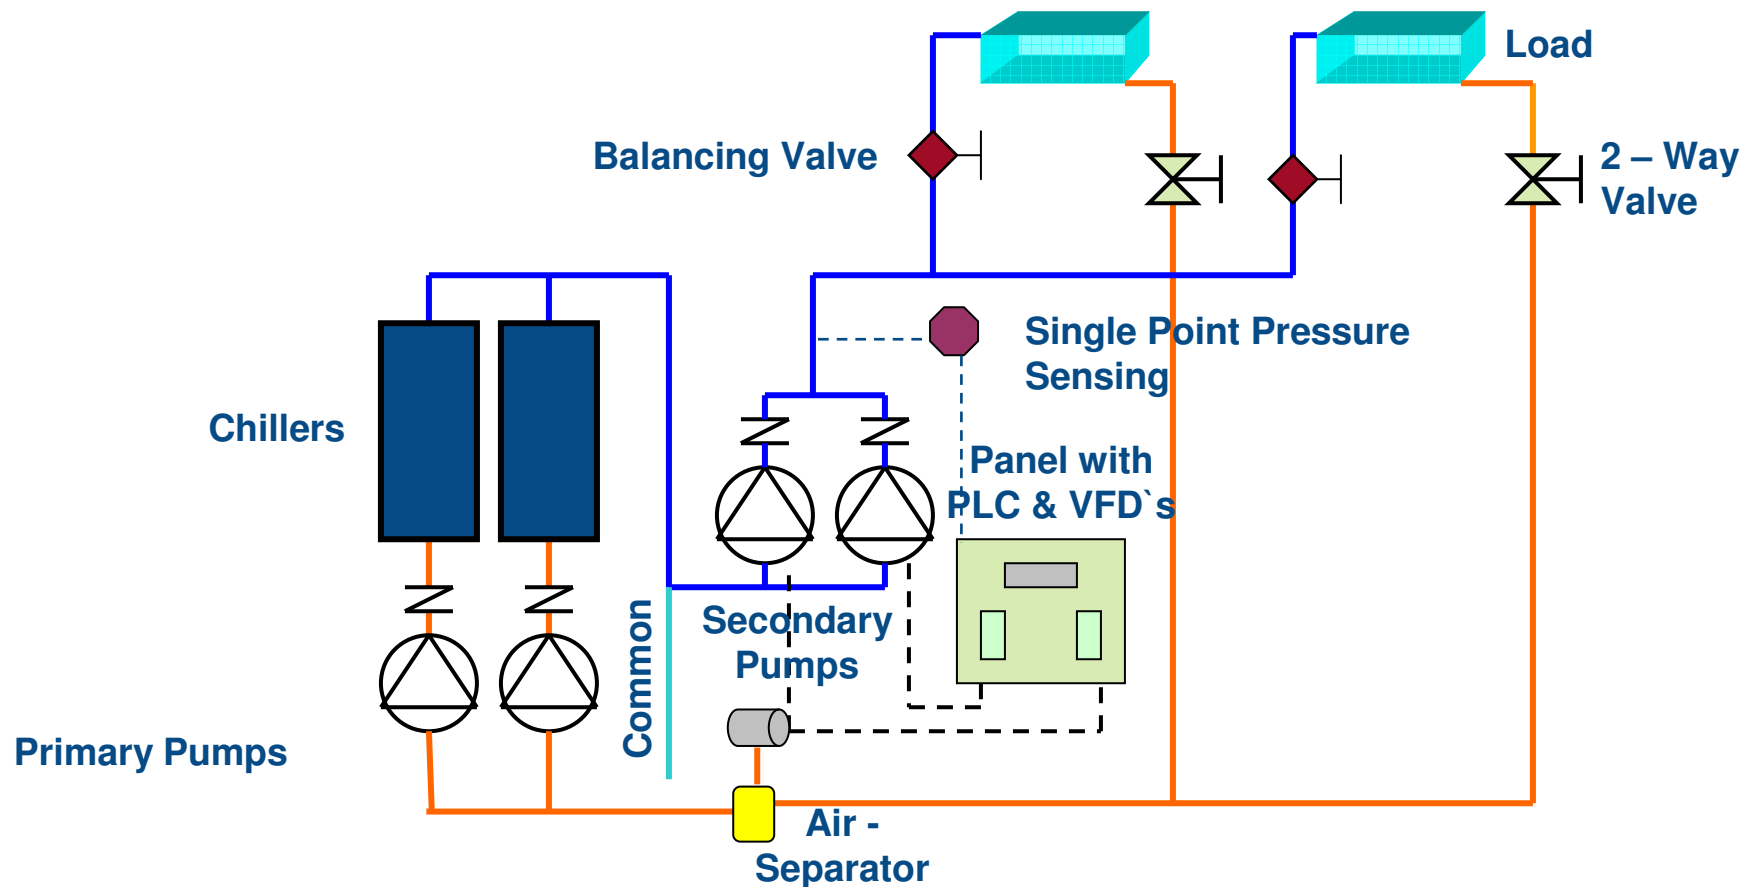 Load
Balancing Valve
2 – Way
Valve
Single Point Pressure
Sensing
Chillers
Panel with
PLC & VFD`s
Secondary
Pumps
Common
Primary Pumps
Air -
Separator